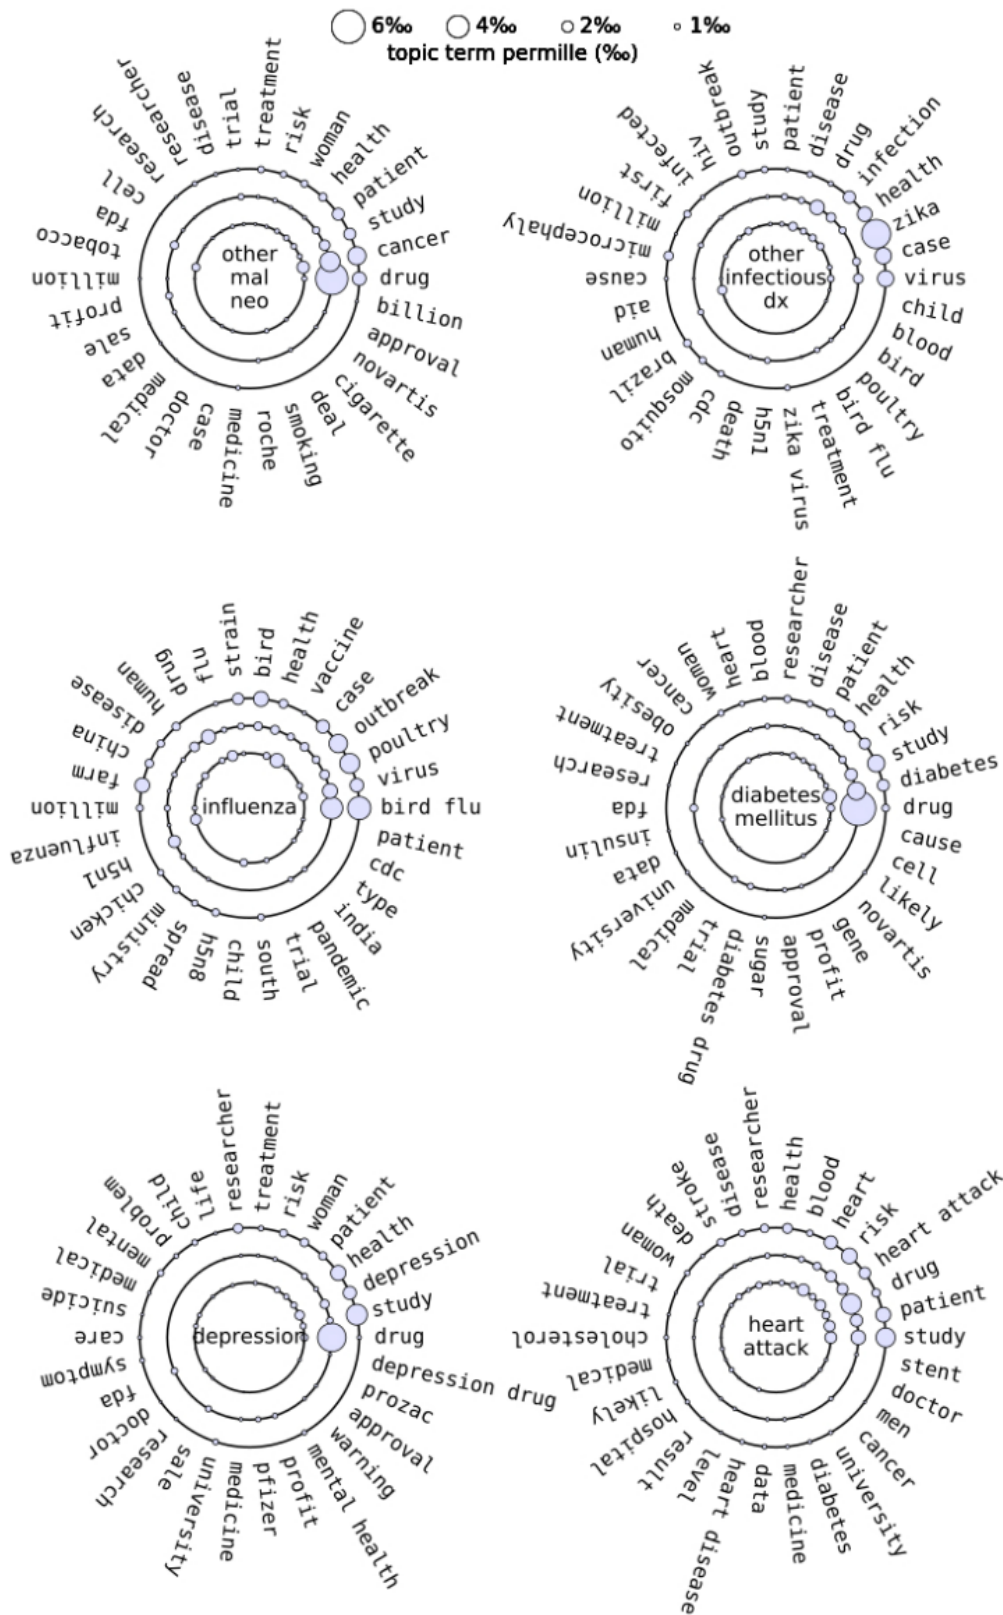 6‰ 4‰ 2‰ 1‰
topic term permille (‰)
other
mal
neo
drug
cancer
study
patient
health
woman
risk
treatment
trial
disease
researcher
research
cell
fda
tobacco
million
profit
sale
data
medical
doctor
case
medicine
roche
smoking
deal
cigarette
novartis
approval
billion
other
infectious
dx
virus
case
zika
health
infection
drug
disease
patient
study
outbreak
hiv
infected
first
million
microcephaly
cause
aid
human
brazil
mosquito
cdc
death
h5n1
zika virus
treatment
bird flu
poultry
bird
blood
child
influenza
bird flu
virus
poultry
outbreak
case
vaccine
health
bird
strain
flu
drug
human
disease
china
farm
million
influenza
h5n1
chicken
ministry
spread
h5n8
child
south
trial
pandemic
india
type
cdc
patient
diabetes
mellitus
drug
diabetes
study
risk
health
patient
disease
researcher
blood
heart
woman
cancer
obesity
treatment
research
fda
insulin
data
university
medical
trial
diabetes drug
sugar
approval
profit
gene
novartis
likely
cell
cause
depression
drug
study
depression
health
patient
woman
risk
treatment
researcher
life
child
problem
mental
medical
suicide
care
symptom
fda
doctor
research
sale
university
medicine
pfizer
profit
mental health
warning
approval
prozac
depression drug
heart
attack
study
patient
drug
heart attack
risk
heart
blood
health
researcher
disease
stroke
death
woman
trial
treatment
cholesterol
medical
likely
hospital
result
level
heart disease
data
medicine
diabetes
university
cancer
men
doctor
stent